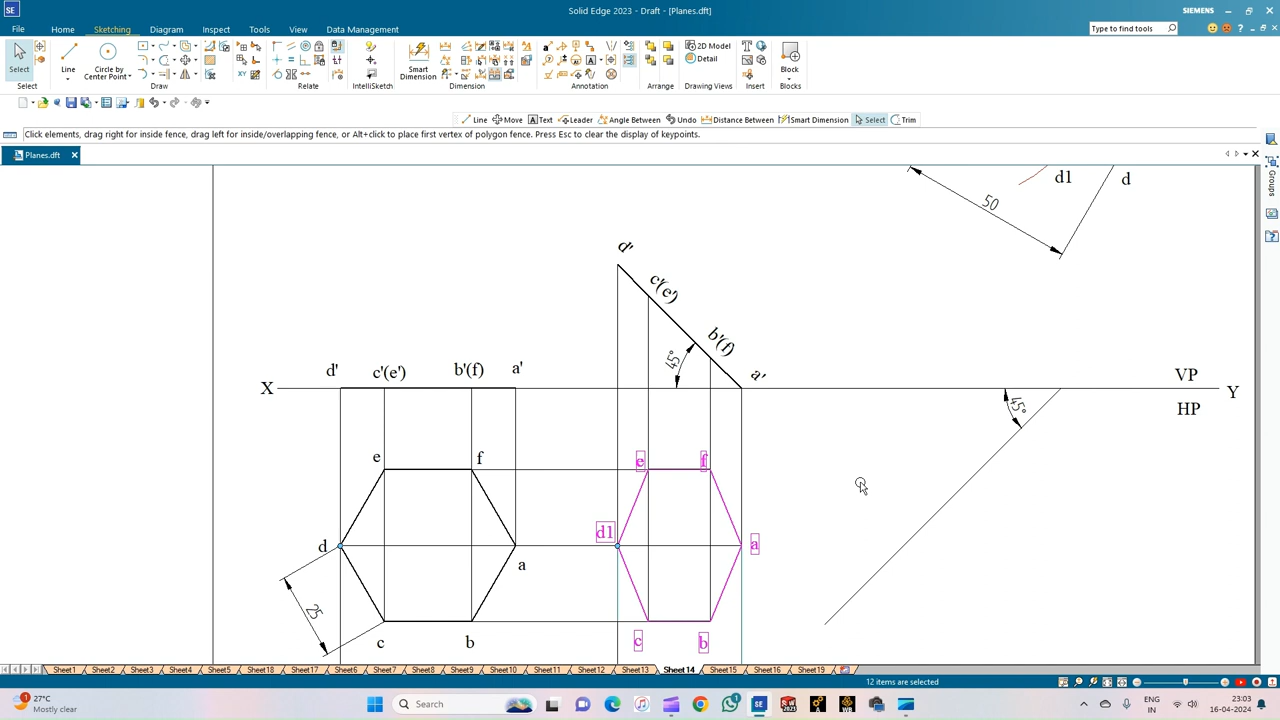 Solid Edge 2023 - Draft - [Planes.dft]
SIEMENS
File Home Sketching Diagram Inspect Tools View Data Management
Type to find tools
Select
Line
Circle by
Center Point
Smart
Dimension
2D Model
Detail
Block
Select Draw Relate IntelliSketch Dimension Annotation Arrange Drawing Views Insert Blocks
Line Move Text Leader Angle Between Undo Distance Between Smart Dimension Select Trim
Click elements, drag right for inside fence, drag left for inside/overlapping fence, or Alt+click to place first vertex of polygon fence. Press Esc to clear the display of keypoints.
Planes.dft
Groups
d1 d
50
d'
c'(e')
b'(f)
45°
a'
d' c'(e') b'(f) a'
X
VP
Y
HP
45°
e f e f
d1
d a a
25
c b c b
Sheet1 Sheet2 Sheet3 Sheet4 Sheet5 Sheet18 Sheet17 Sheet6 Sheet7 Sheet8 Sheet9 Sheet10 Sheet11 Sheet12 Sheet13 Sheet14 Sheet15 Sheet16 Sheet19
12 items are selected
27°C
Mostly clear
Search
ENG
IN
23:03
16-04-2024